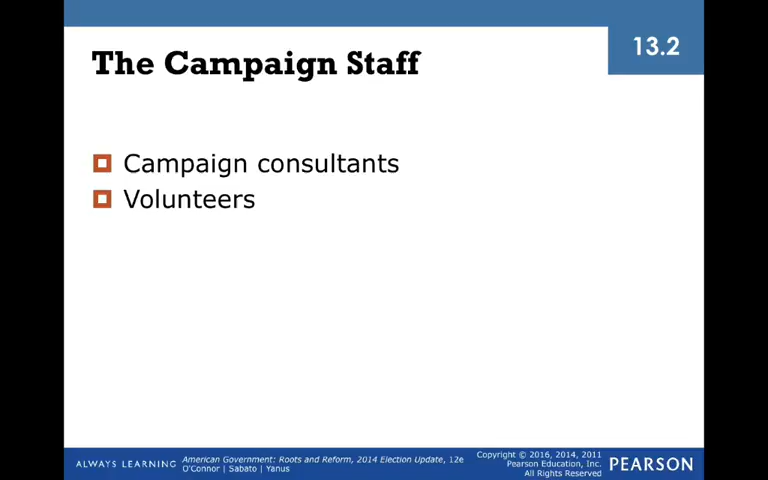 13.2
The Campaign Staff
Campaign consultants
Volunteers
ALWAYS LEARNING
American Government: Roots and Reform, 2014 Election Update, 12e
O'Connor | Sabato | Yanus
Copyright © 2016, 2014, 2011
Pearson Education, Inc.
All Rights Reserved
PEARSON